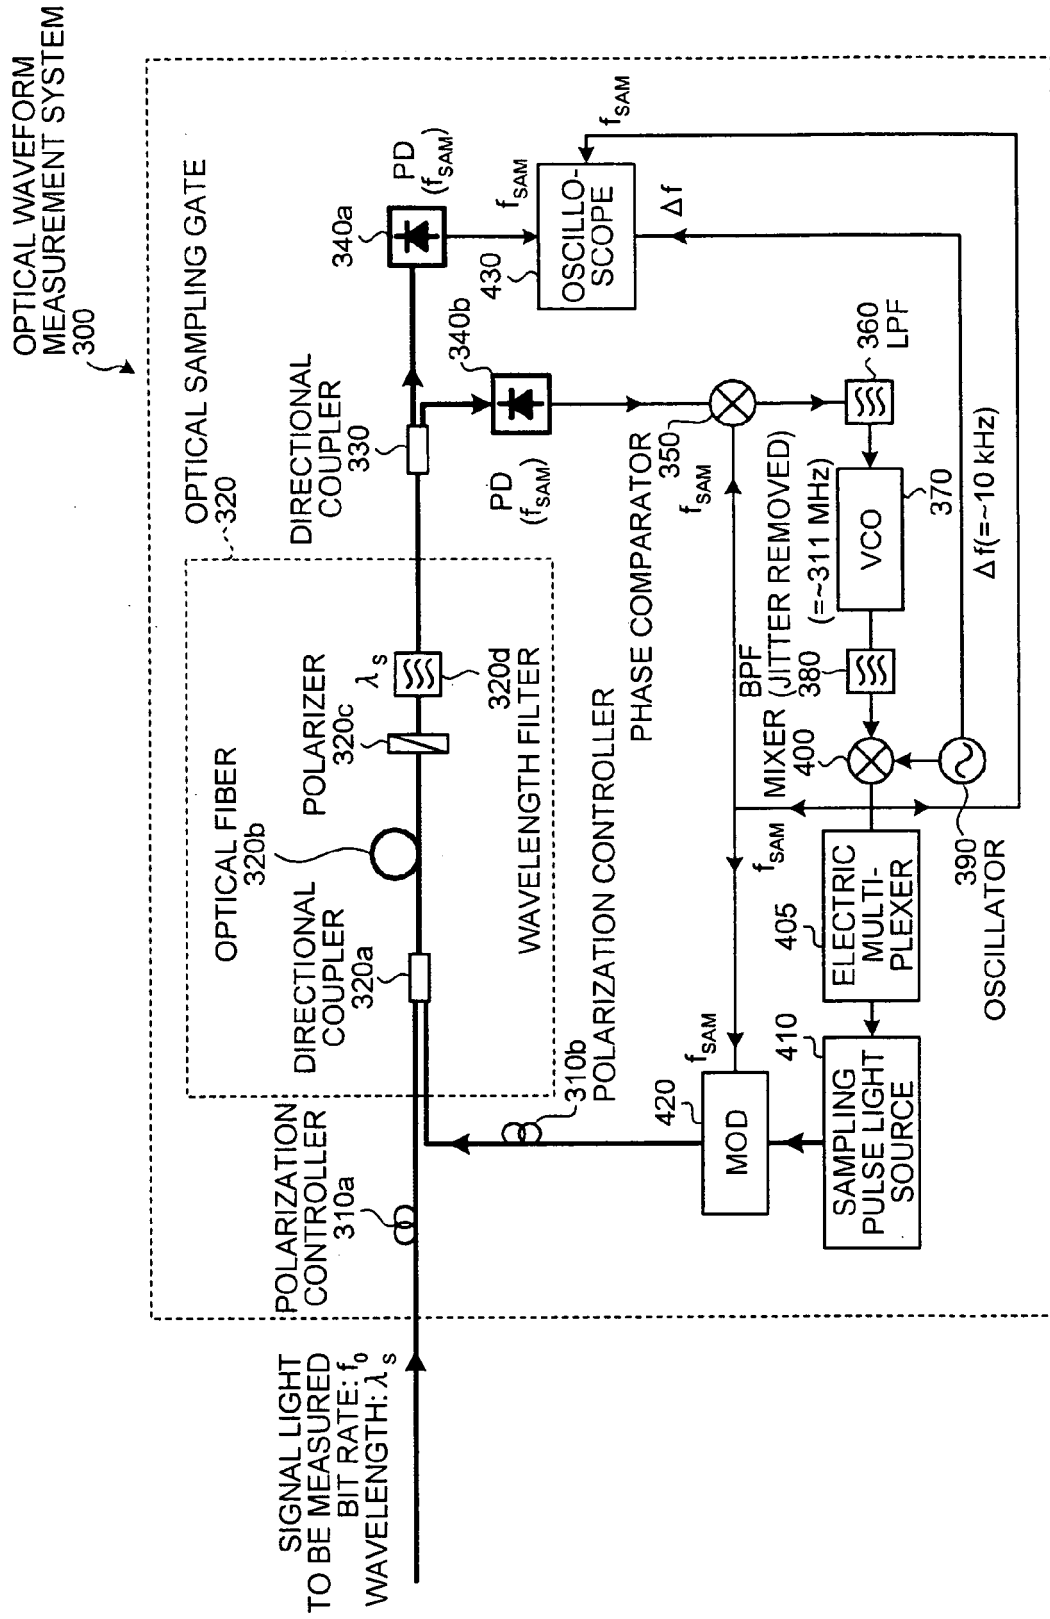 OPTICAL WAVEFORM
MEASUREMENT SYSTEM
300
OPTICAL SAMPLING GATE
320
SIGNAL LIGHT
TO BE MEASURED
BIT RATE: f0
WAVELENGTH: λs
POLARIZATION
CONTROLLER
310a
DIRECTIONAL
COUPLER
320a
OPTICAL FIBER
320b
POLARIZER
320c
λs
320d
WAVELENGTH FILTER
DIRECTIONAL
COUPLER
330
340a
PD
(fSAM)
fSAM
340b
PD
(fSAM)
430
OSCILLO-
SCOPE
fSAM
Δf
310b
POLARIZATION CONTROLLER
PHASE COMPARATOR
350
fSAM
360
LPF
370
VCO
(=~311 MHz)
BPF
(JITTER REMOVED)
380
MIXER
400
390
OSCILLATOR
Δf(=~10 kHz)
fSAM
405
ELECTRIC
MULTI-
PLEXER
410
SAMPLING
PULSE LIGHT
SOURCE
420
MOD
fSAM